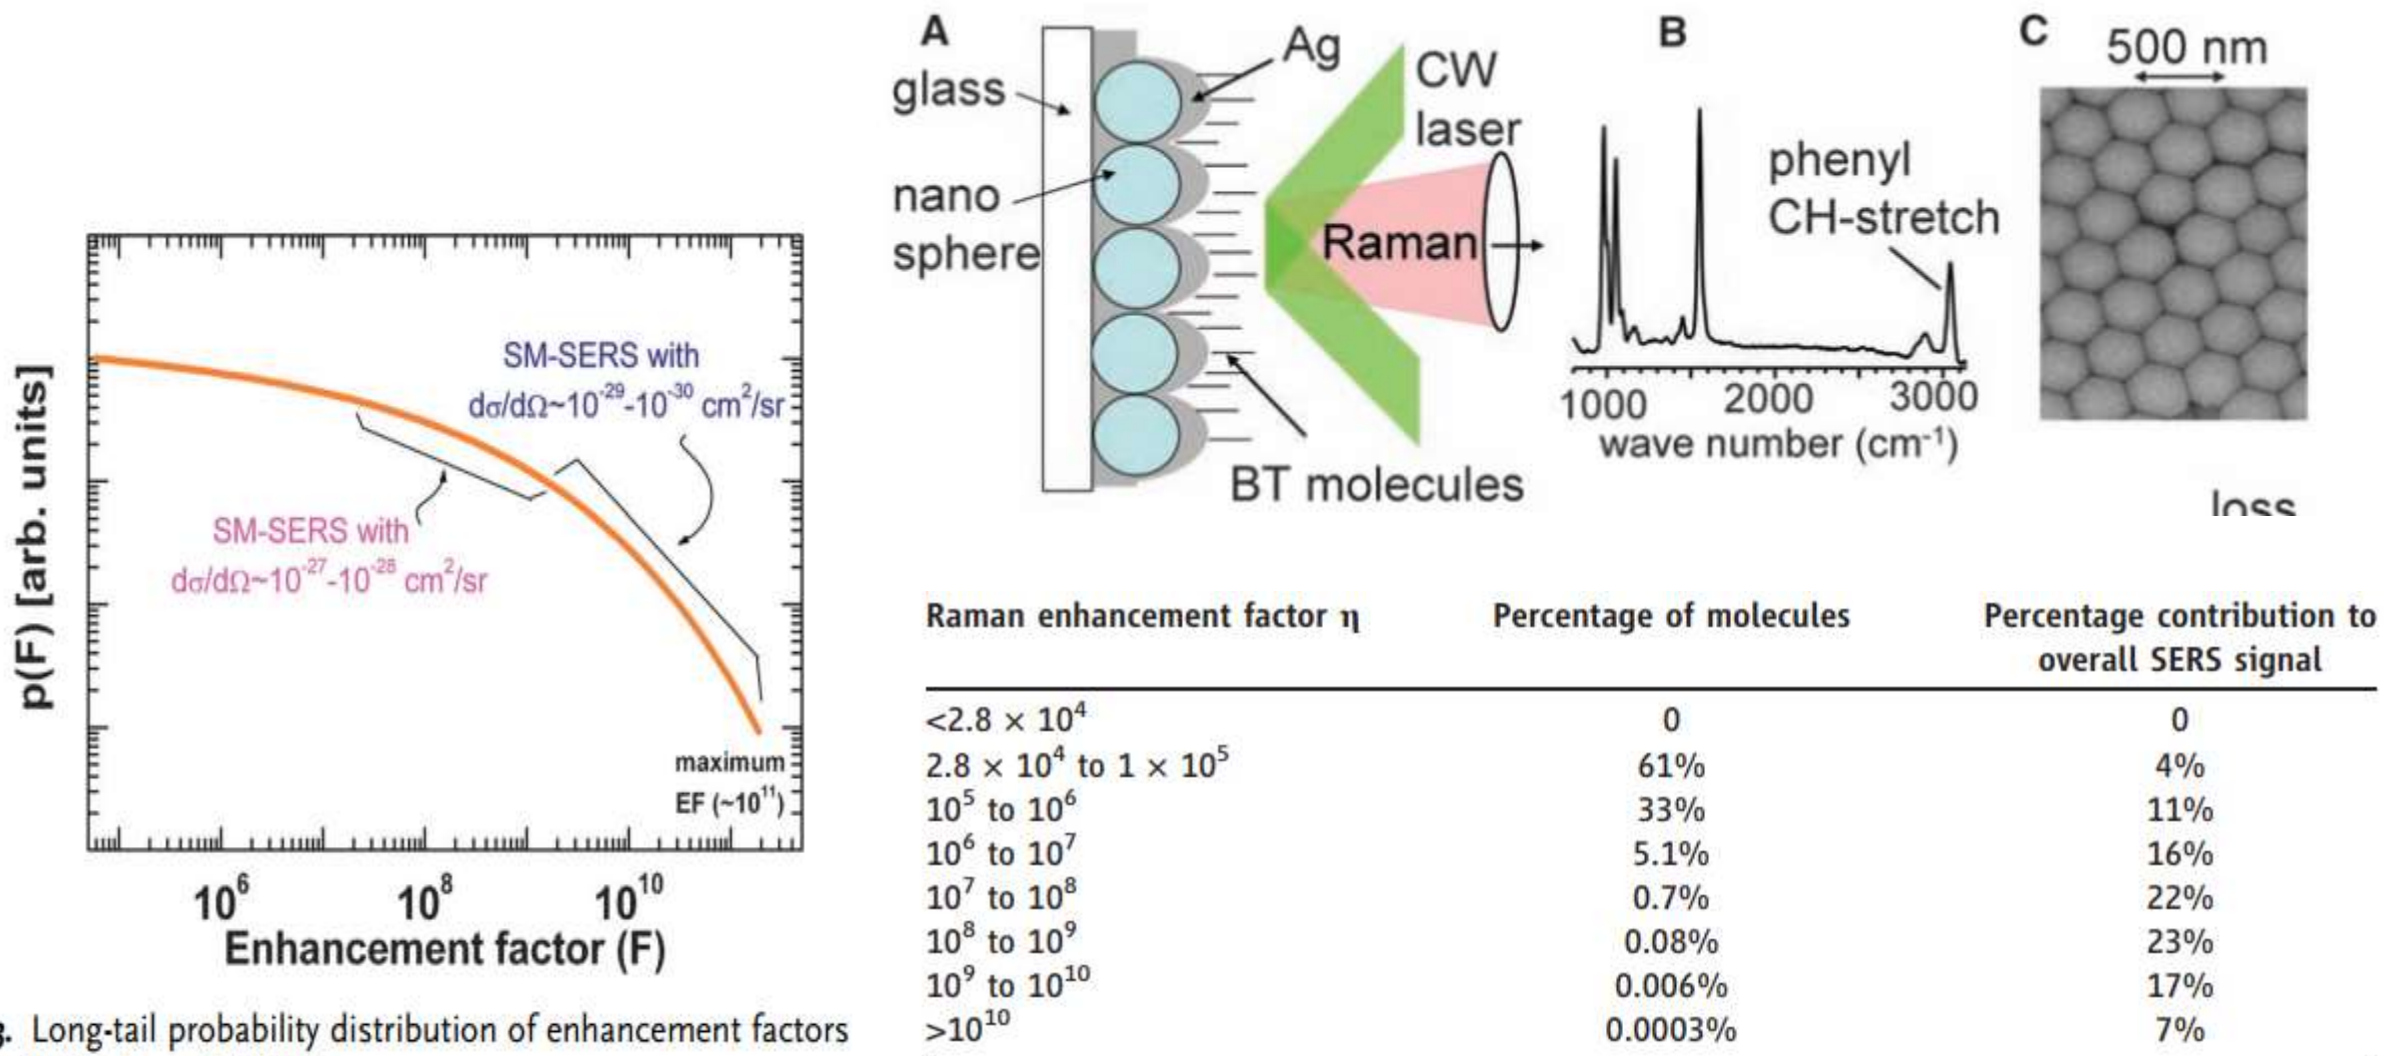 p(F) [arb. units]
SM-SERS with
dσ/dΩ~10⁻²⁹-10⁻³⁰ cm²/sr
SM-SERS with
dσ/dΩ~10⁻²⁷-10⁻²⁸ cm²/sr
maximum
EF (~10¹¹)
10⁶ 10⁸ 10¹⁰
Enhancement factor (F)
3. Long-tail probability distribution of enhancement factors
A
glass
nano
sphere
Ag
CW
laser
Raman
BT molecules
B
phenyl
CH-stretch
1000 2000 3000
wave number (cm⁻¹)
C
500 nm
loss
Raman enhancement factor η Percentage of molecules Percentage contribution to
overall SERS signal
<2.8 × 10⁴ 0 0
2.8 × 10⁴ to 1 × 10⁵ 61% 4%
10⁵ to 10⁶ 33% 11%
10⁶ to 10⁷ 5.1% 16%
10⁷ to 10⁸ 0.7% 22%
10⁸ to 10⁹ 0.08% 23%
10⁹ to 10¹⁰ 0.006% 17%
>10¹⁰ 0.0003% 7%